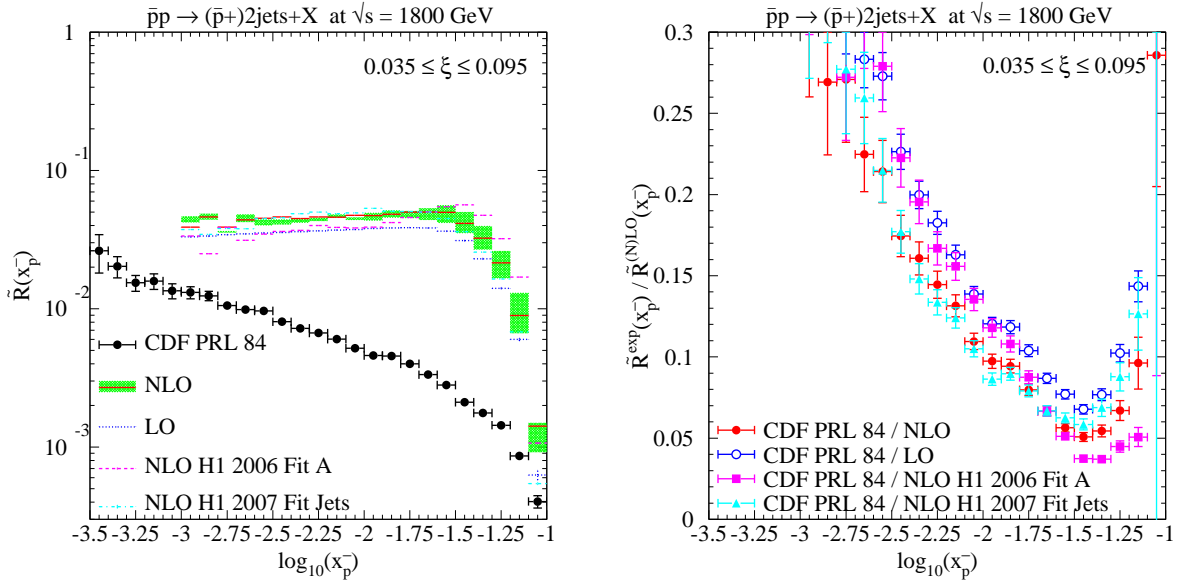 p̄p → (p̄+)2jets+X at √s = 1800 GeV
0.035 ≤ ξ ≤ 0.095
R̃(x_p^-)
1
10^-1
10^-2
10^-3
CDF PRL 84
NLO
LO
NLO H1 2006 Fit A
NLO H1 2007 Fit Jets
-3.5 -3.25 -3 -2.75 -2.5 -2.25 -2 -1.75 -1.5 -1.25 -1
log10(x_p^-)
p̄p → (p̄+)2jets+X at √s = 1800 GeV
0.035 ≤ ξ ≤ 0.095
R̃^exp(x_p^-) / R̃^(N)LO(x_p^-)
0.3
0.25
0.2
0.15
0.1
0.05
0
CDF PRL 84 / NLO
CDF PRL 84 / LO
CDF PRL 84 / NLO H1 2006 Fit A
CDF PRL 84 / NLO H1 2007 Fit Jets
-3.5 -3.25 -3 -2.75 -2.5 -2.25 -2 -1.75 -1.5 -1.25 -1
log10(x_p^-)